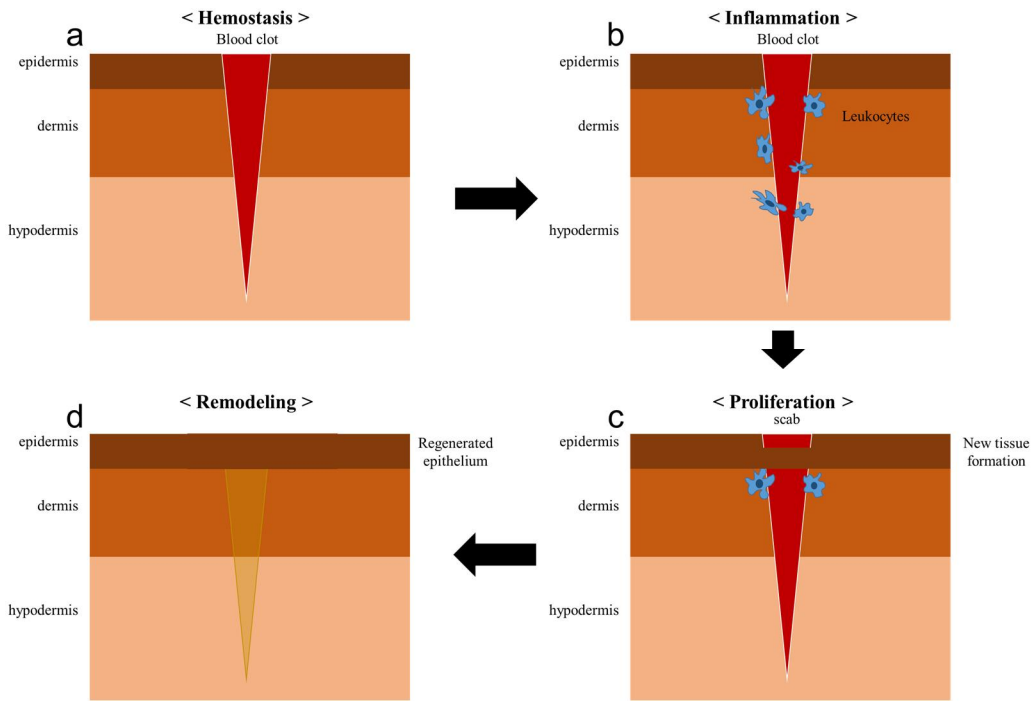 < Hemostasis >
a
Blood clot
epidermis
dermis
hypodermis
< Inflammation >
b
Blood clot
epidermis
dermis
Leukocytes
hypodermis
< Proliferation >
c
scab
epidermis
New tissue
formation
dermis
hypodermis
< Remodeling >
d
epidermis
Regenerated
epithelium
dermis
hypodermis